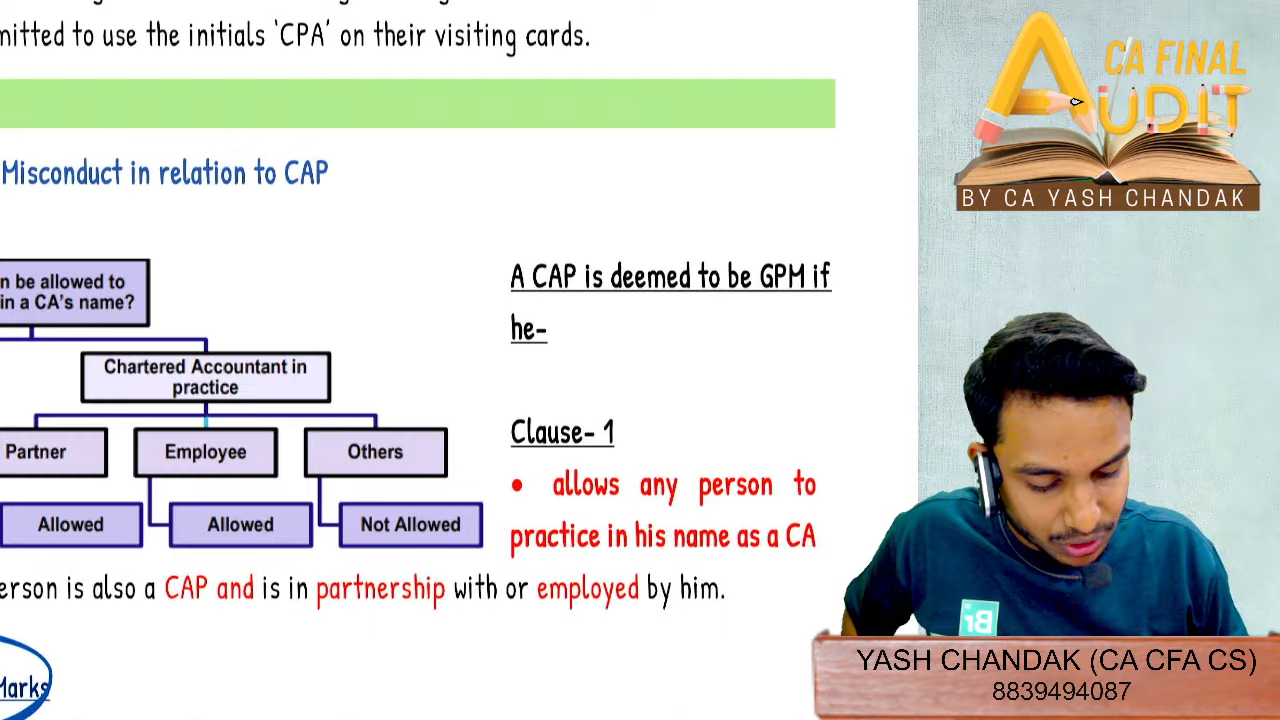 mitted to use the initials ‘CPA’ on their visiting cards.
Misconduct in relation to CAP
n be allowed to
in a CA’s name?
Chartered Accountant in
practice
Partner
Employee
Others
Allowed
Allowed
Not Allowed
A CAP is deemed to be GPM if
he-
Clause- 1
• allows any person to
practice in his name as a CA
erson is also a CAP and is in partnership with or employed by him.
Marks
CA FINAL
AUDIT
BY CA YASH CHANDAK
Br
YASH CHANDAK (CA CFA CS)
8839494087